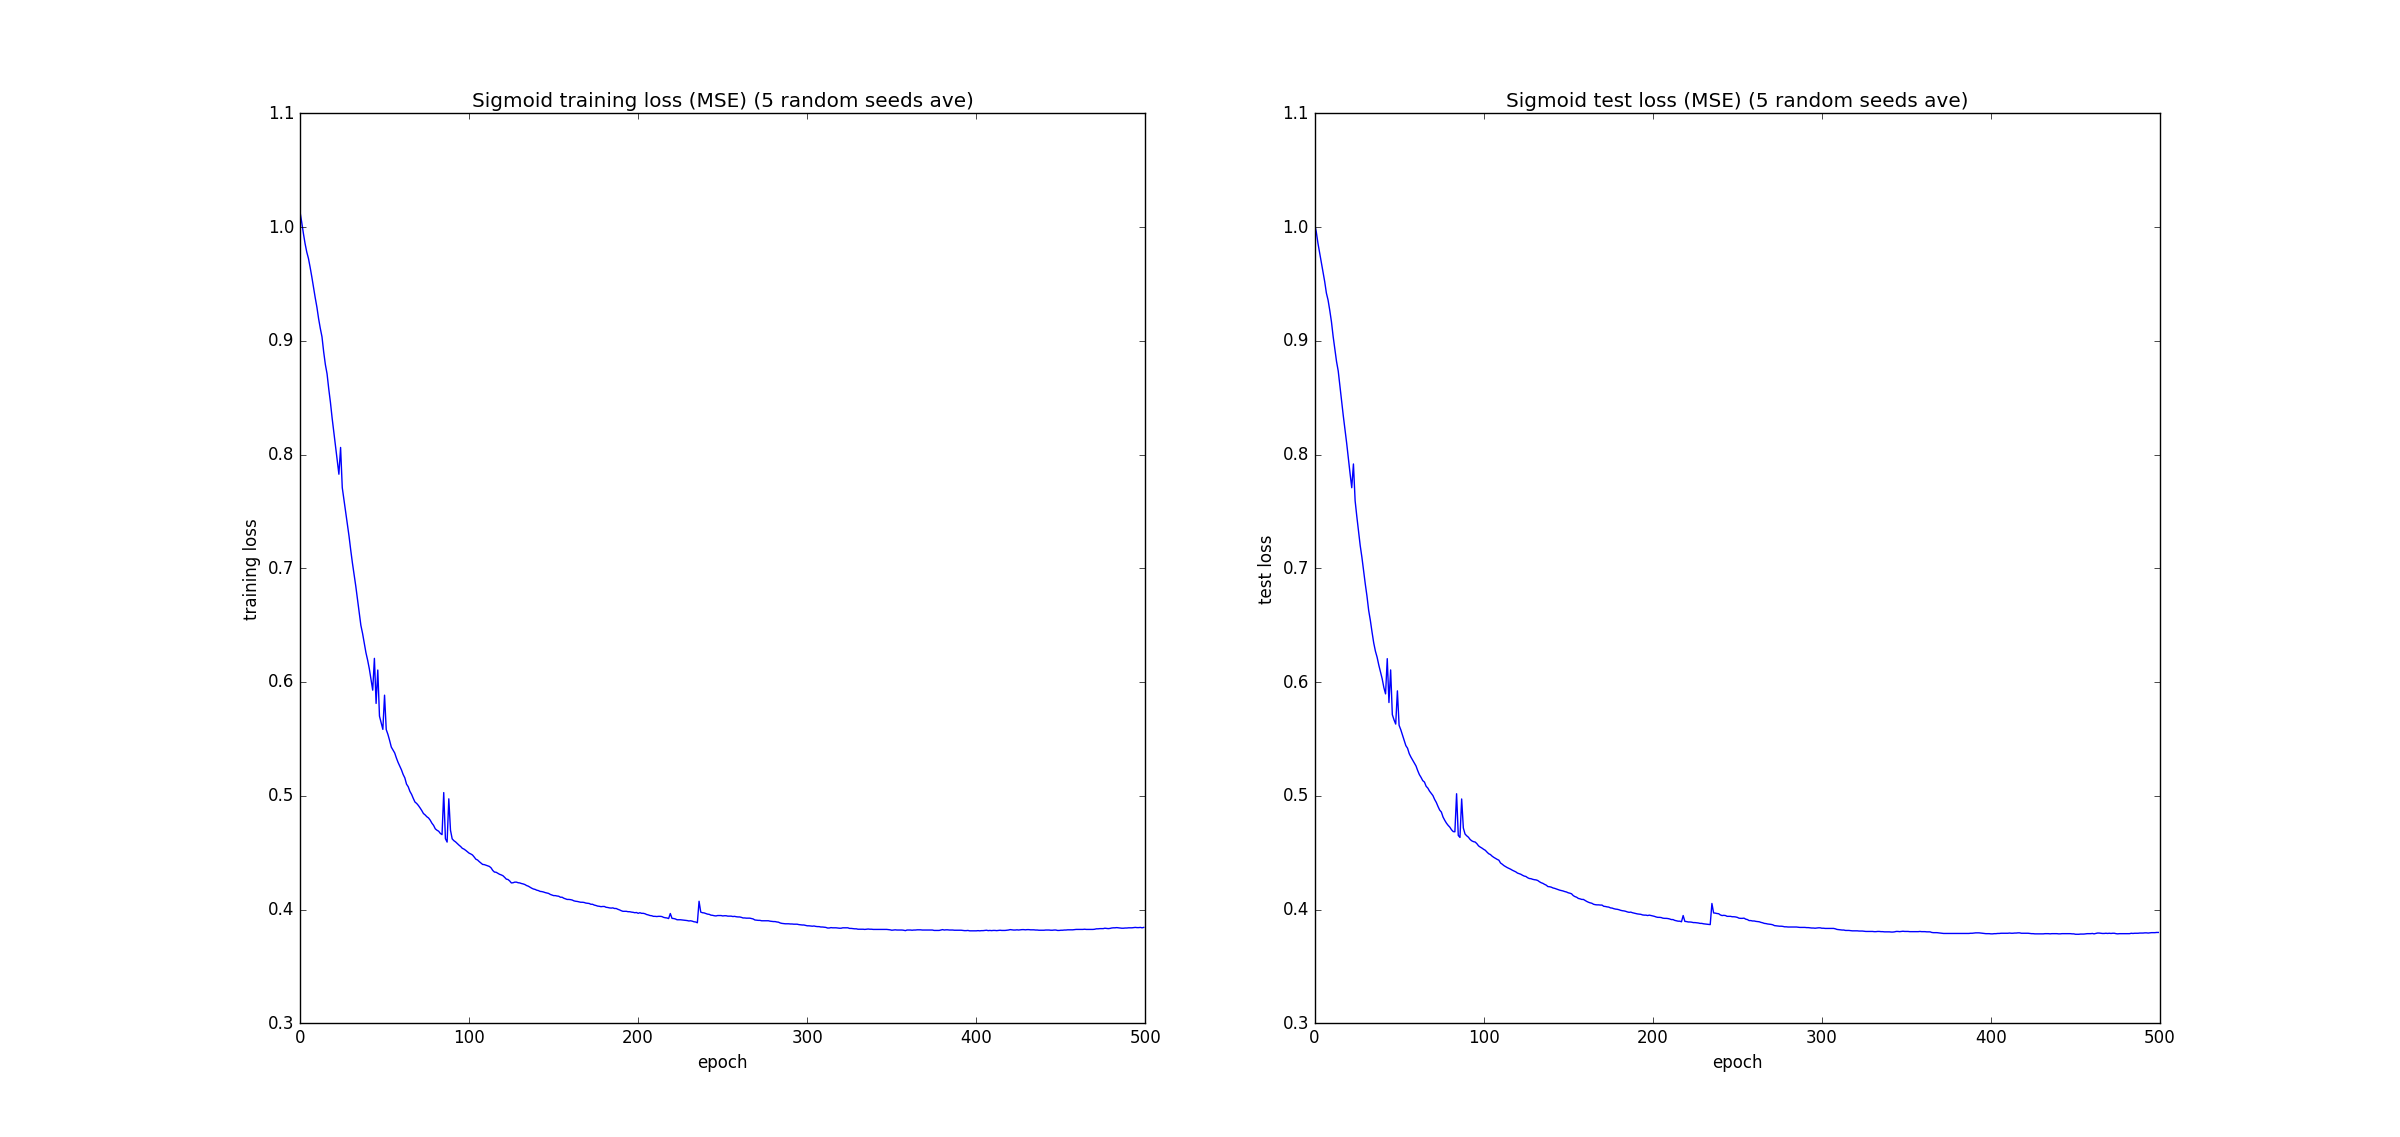 Sigmoid training loss (MSE) (5 random seeds ave)
1.1
1.0
0.9
0.8
0.7
0.6
0.5
0.4
0.3
training loss
0 100 200 300 400 500
epoch
Sigmoid test loss (MSE) (5 random seeds ave)
1.1
1.0
0.9
0.8
0.7
0.6
0.5
0.4
0.3
test loss
0 100 200 300 400 500
epoch